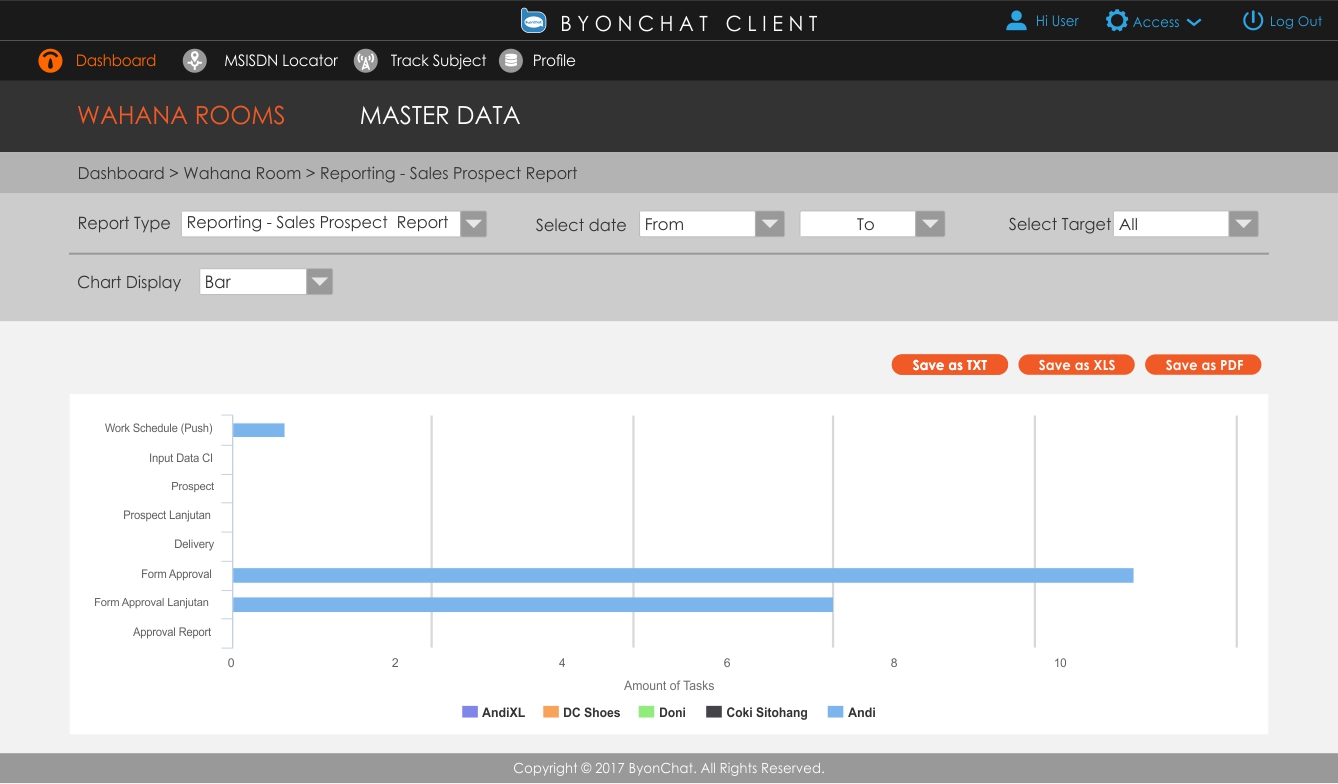 BYONCHAT CLIENT
Hi User
Access
Log Out
Dashboard
MSISDN Locator
Track Subject
Profile
WAHANA ROOMS
MASTER DATA
Dashboard > Wahana Room > Reporting - Sales Prospect Report
Report Type
Reporting - Sales Prospect Report
Select date
From
To
Select Target
All
Chart Display
Bar
Save as TXT
Save as XLS
Save as PDF
Work Schedule (Push)
Input Data CI
Prospect
Prospect Lanjutan
Delivery
Form Approval
Form Approval Lanjutan
Approval Report
0 2 4 6 8 10
Amount of Tasks
AndiXL DC Shoes Doni Coki Sitohang Andi
Copyright © 2017 ByonChat. All Rights Reserved.